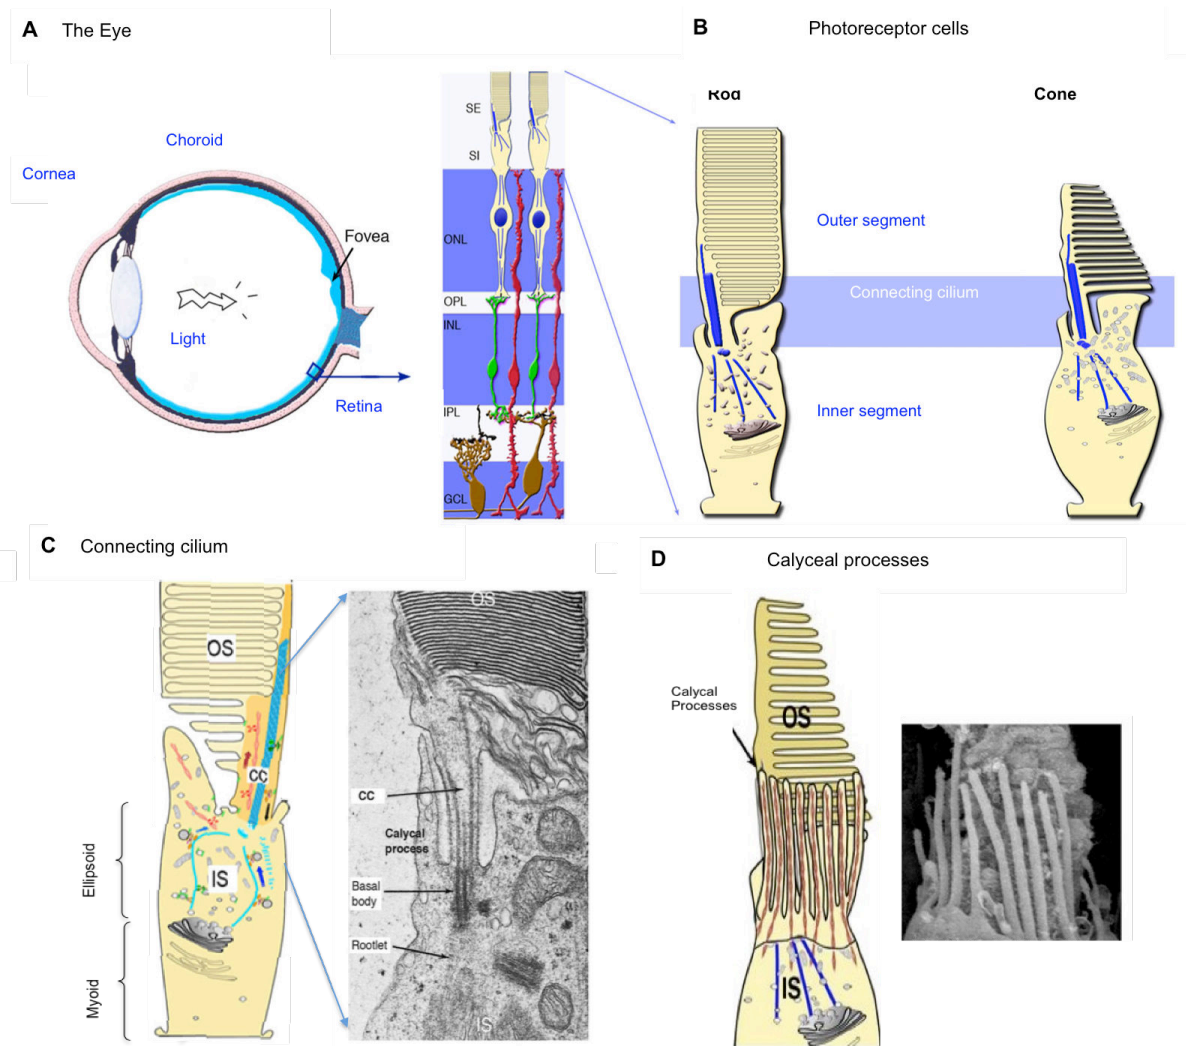 A The Eye
B Photoreceptor cells
Choroid
Cornea
Fovea
Light
Retina
SE
SI
ONL
OPL
INL
IPL
GCL
Rod
Cone
Outer segment
Connecting cilium
Inner segment
C Connecting cilium
OS
CC
IS
Ellipsoid
Myoid
OS
CC
Calycal
process
Basal
body
Rootlet
IS
D Calyceal processes
Calycal
Processes
OS
IS